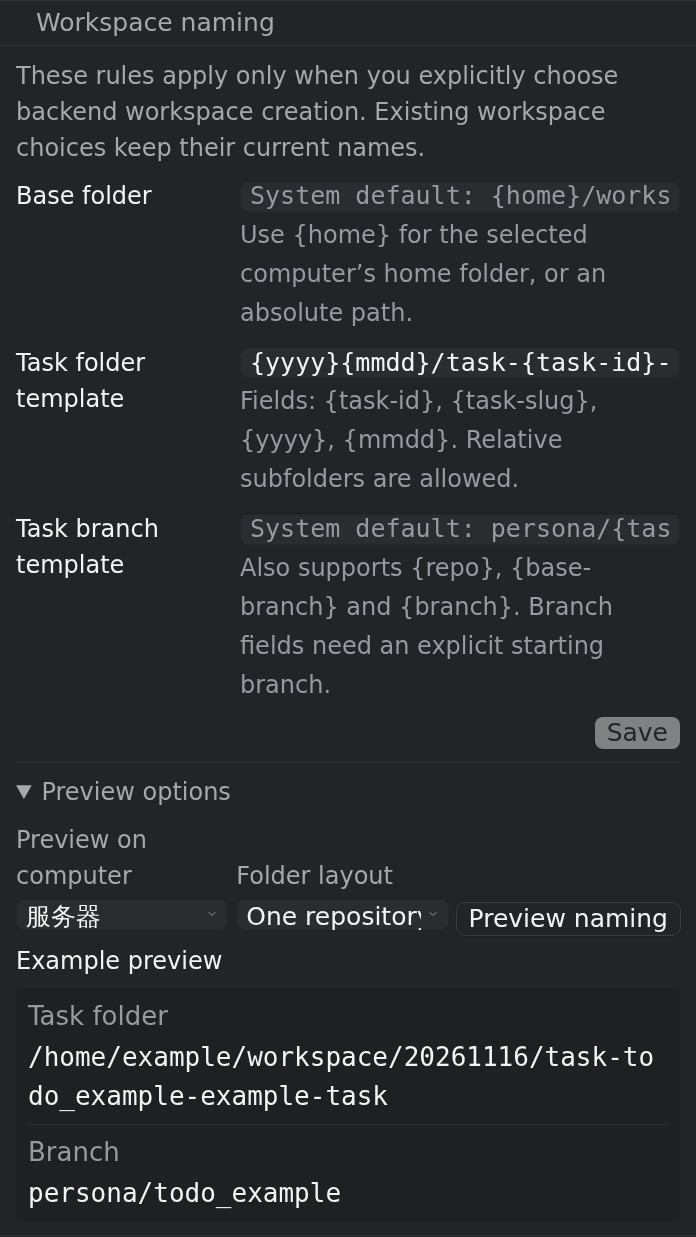 Workspace naming
These rules apply only when you explicitly choose
backend workspace creation. Existing workspace
choices keep their current names.
Base folder
System default: {home}/works
Use {home} for the selected
computer’s home folder, or an
absolute path.
Task folder
template
{yyyy}{mmdd}/task-{task-id}-
Fields: {task-id}, {task-slug},
{yyyy}, {mmdd}. Relative
subfolders are allowed.
Task branch
template
System default: persona/{tas
Also supports {repo}, {base-
branch} and {branch}. Branch
fields need an explicit starting
branch.
Save
▼ Preview options
Preview on
computer
Folder layout
服务器
One repository
Preview naming
Example preview
Task folder
/home/example/workspace/20261116/task-to
do_example-example-task
Branch
persona/todo_example